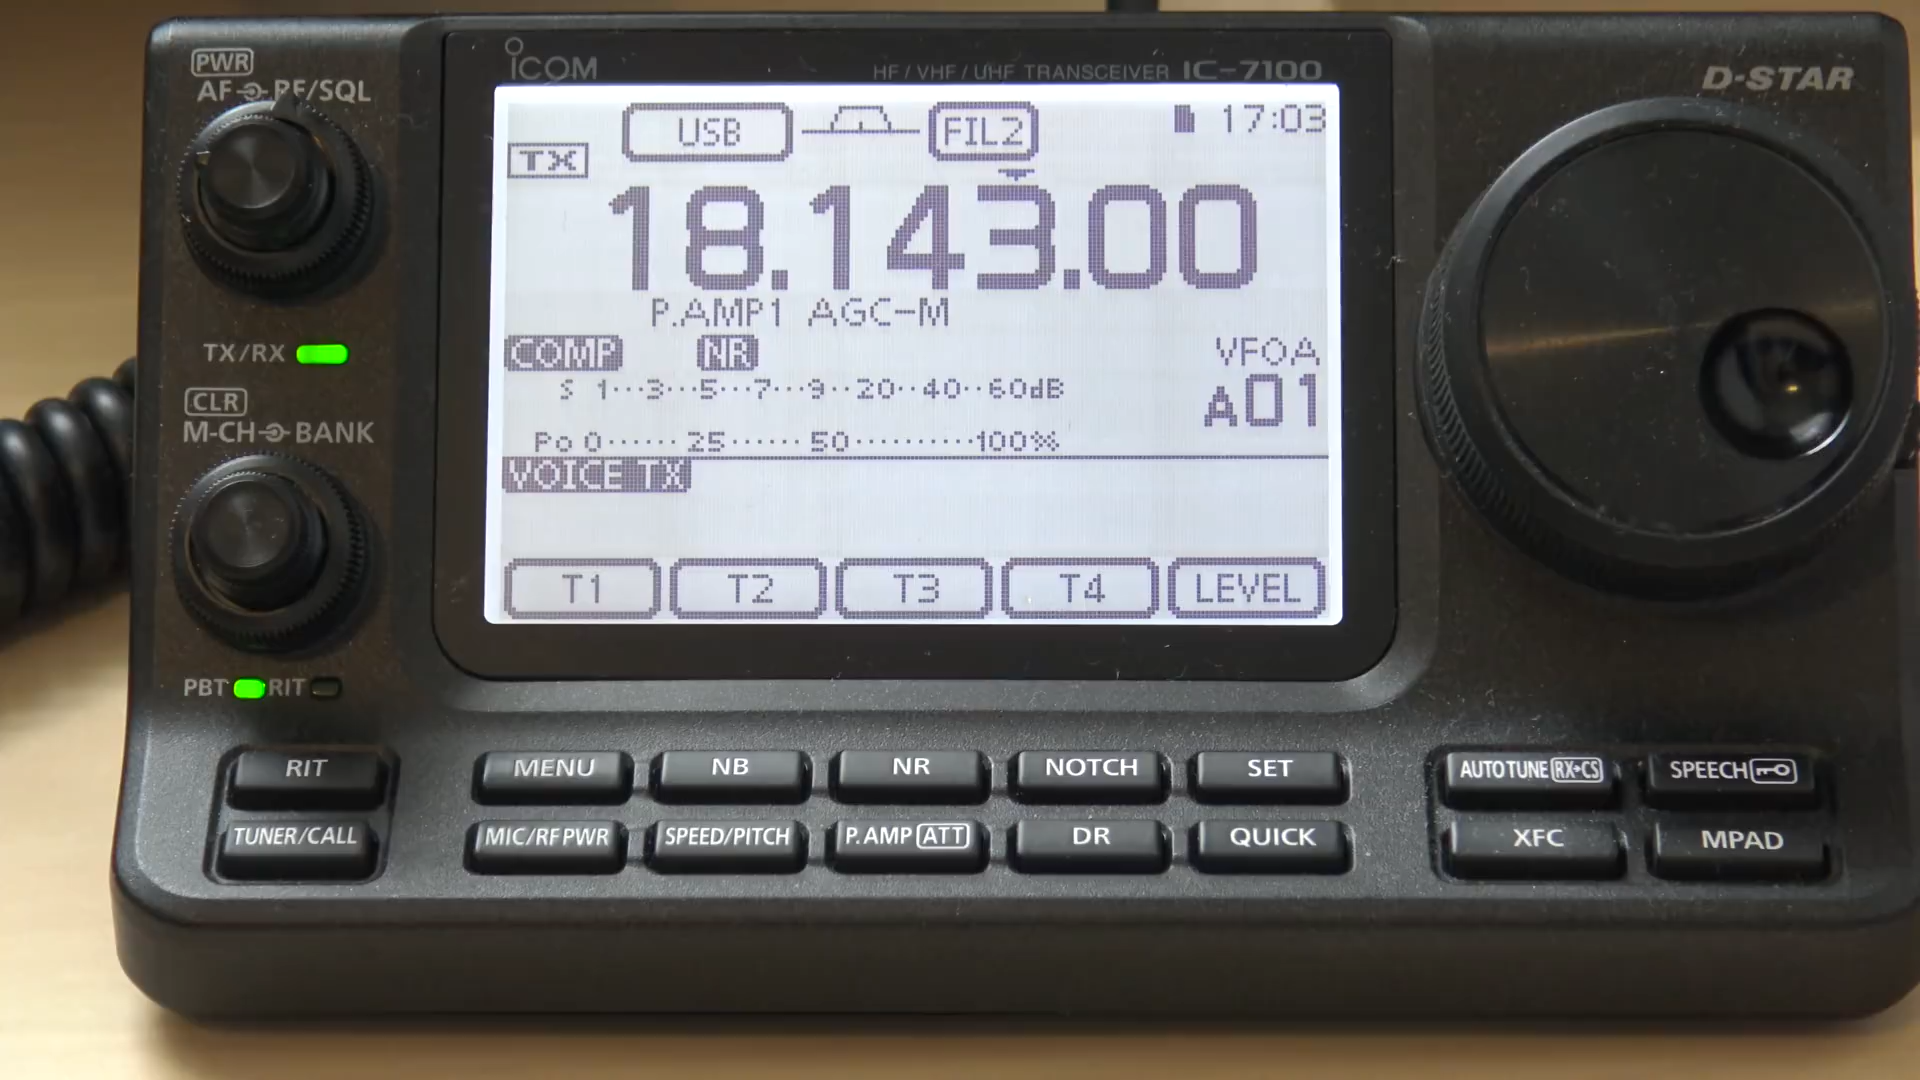 PWR
AF RF/SQL
ICOM
HF/VHF/UHF TRANSCEIVER IC-7100
D-STAR
USB FIL2 17:03
TX
18.143.00
P.AMP1 AGC-M
TX/RX
COMP NR VFOA
S 1···3··5··7···9··20··40··60dB
A01
CLR
M-CH BANK
Po 0······ 25······ 50··········100%
VOICE TX
T1 T2 T3 T4 LEVEL
PBT RIT
RIT MENU NB NR NOTCH SET AUTOTUNE RX→CS SPEECH
TUNER/CALL MIC/RF PWR SPEED/PITCH P.AMP ATT DR QUICK XFC MPAD